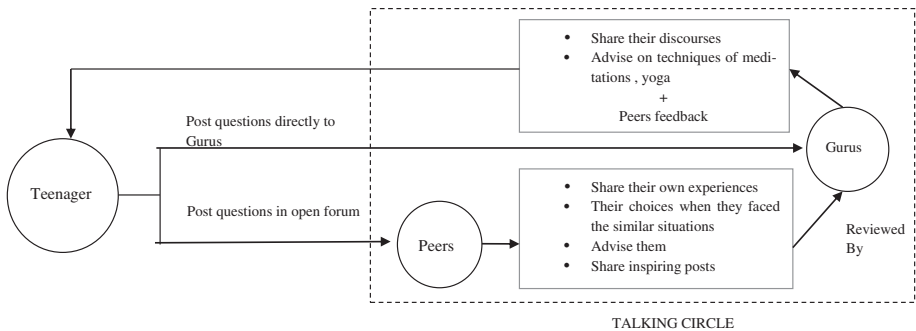 • Share their discourses
• Advise on techniques of medi-
tations , yoga
+
Peers feedback
Post questions directly to
Gurus
Gurus
Teenager
Post questions in open forum
• Share their own experiences
• Their choices when they faced
the similar situations
• Advise them
• Share inspiring posts
Peers
Reviewed
By
TALKING CIRCLE